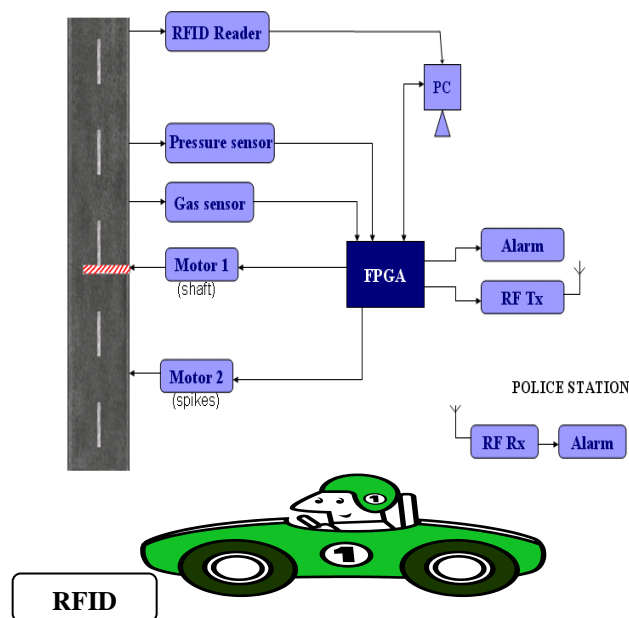 RFID Reader
PC
Pressure sensor
Gas sensor
Motor 1
(shaft)
FPGA
Alarm
RF Tx
Motor 2
(spikes)
POLICE STATION
RF Rx
Alarm
1
1
RFID